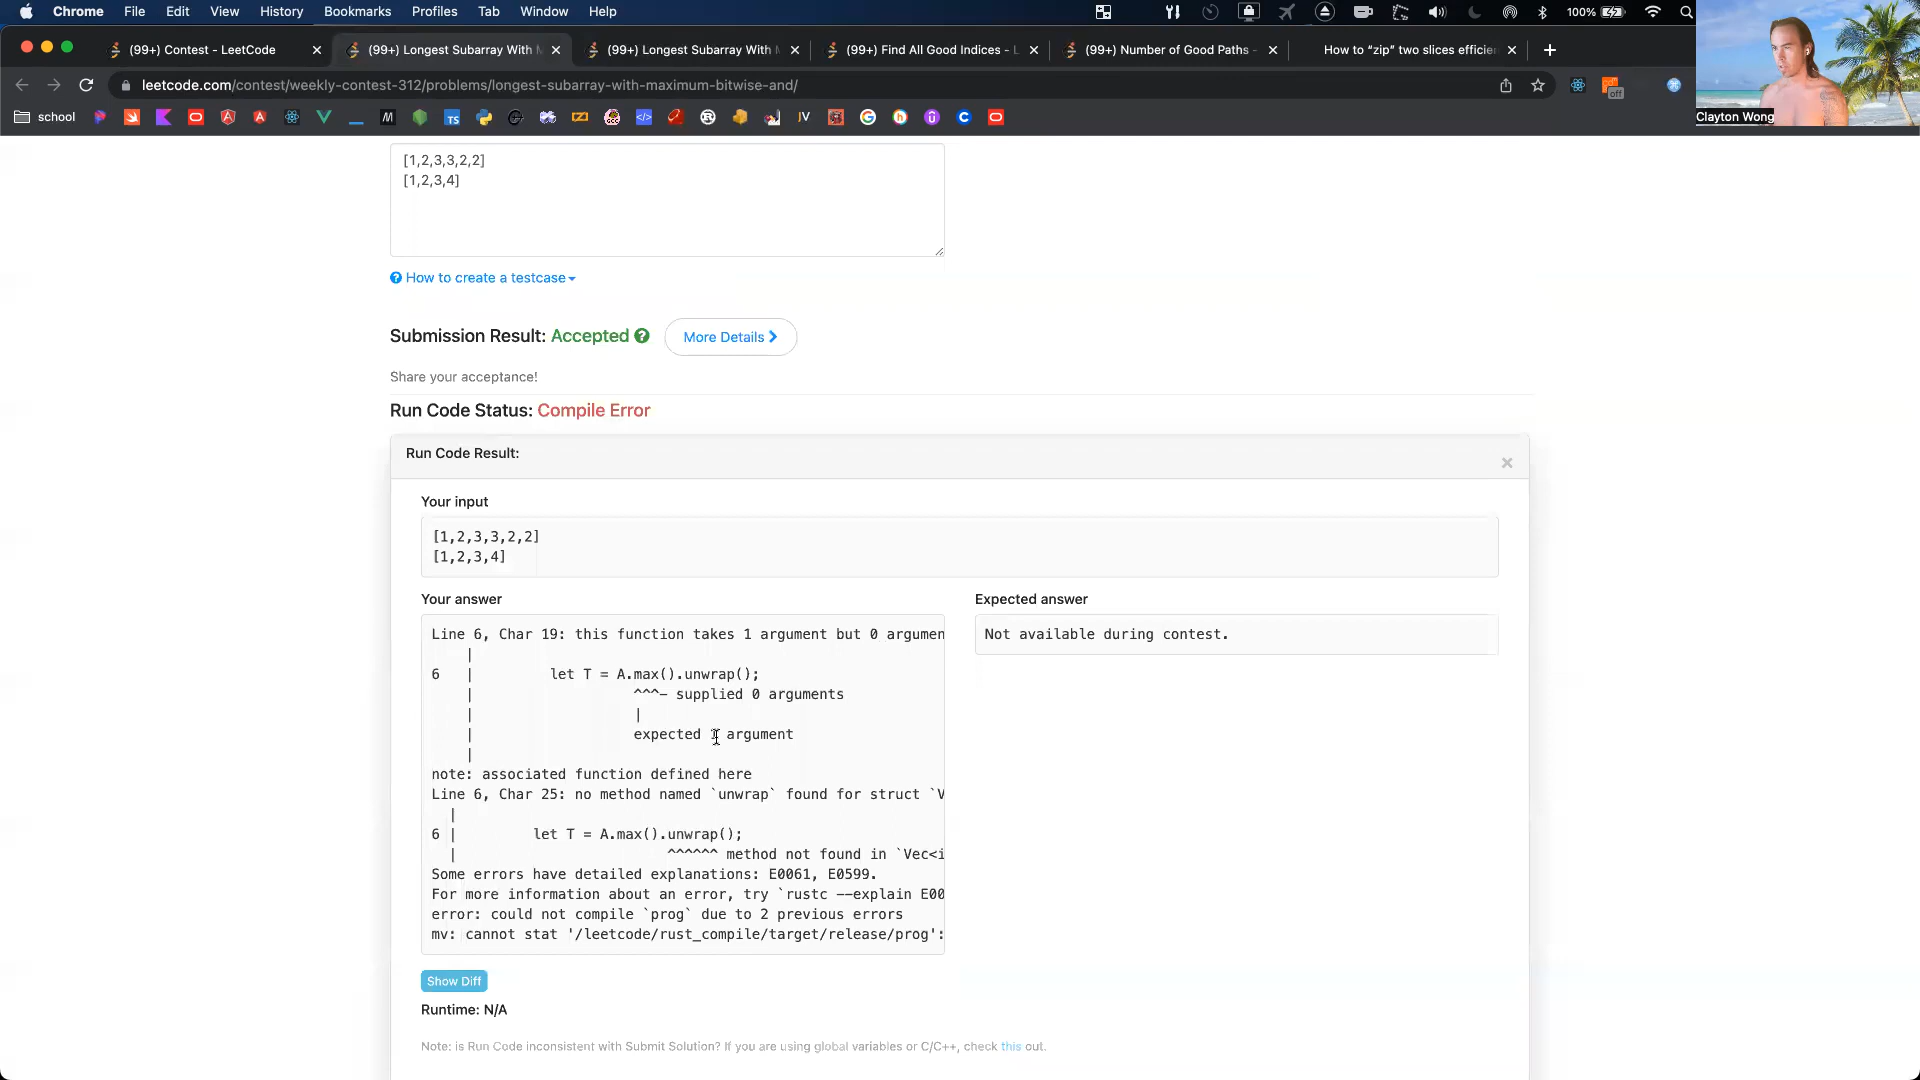 Chrome File Edit View History Bookmarks Profiles Tab Window Help 100%
(99+) Contest - LeetCode (99+) Longest Subarray With M (99+) Longest Subarray With M (99+) Find All Good Indices - L (99+) Number of Good Paths - How to “zip” two slices efficie
leetcode.com/contest/weekly-contest-312/problems/longest-subarray-with-maximum-bitwise-and/
off
school
Clayton Wong
[1,2,3,3,2,2]
[1,2,3,4]
How to create a testcase
Submission Result: Accepted More Details
Share your acceptance!
Run Code Status: Compile Error
Run Code Result:
Your input
[1,2,3,3,2,2]
[1,2,3,4]
Your answer
Expected answer
Line 6, Char 19: this function takes 1 argument but 0 argumen
|
6 | let T = A.max().unwrap();
| ^^^- supplied 0 arguments
| |
| expected 1 argument
|
note: associated function defined here
Line 6, Char 25: no method named `unwrap` found for struct `V
|
6 | let T = A.max().unwrap();
| ^^^^^^ method not found in `Vec<i
Some errors have detailed explanations: E0061, E0599.
For more information about an error, try `rustc --explain E00
error: could not compile `prog` due to 2 previous errors
mv: cannot stat '/leetcode/rust_compile/target/release/prog':
Not available during contest.
Show Diff
Runtime: N/A
Note: is Run Code inconsistent with Submit Solution? If you are using global variables or C/C++, check this out.